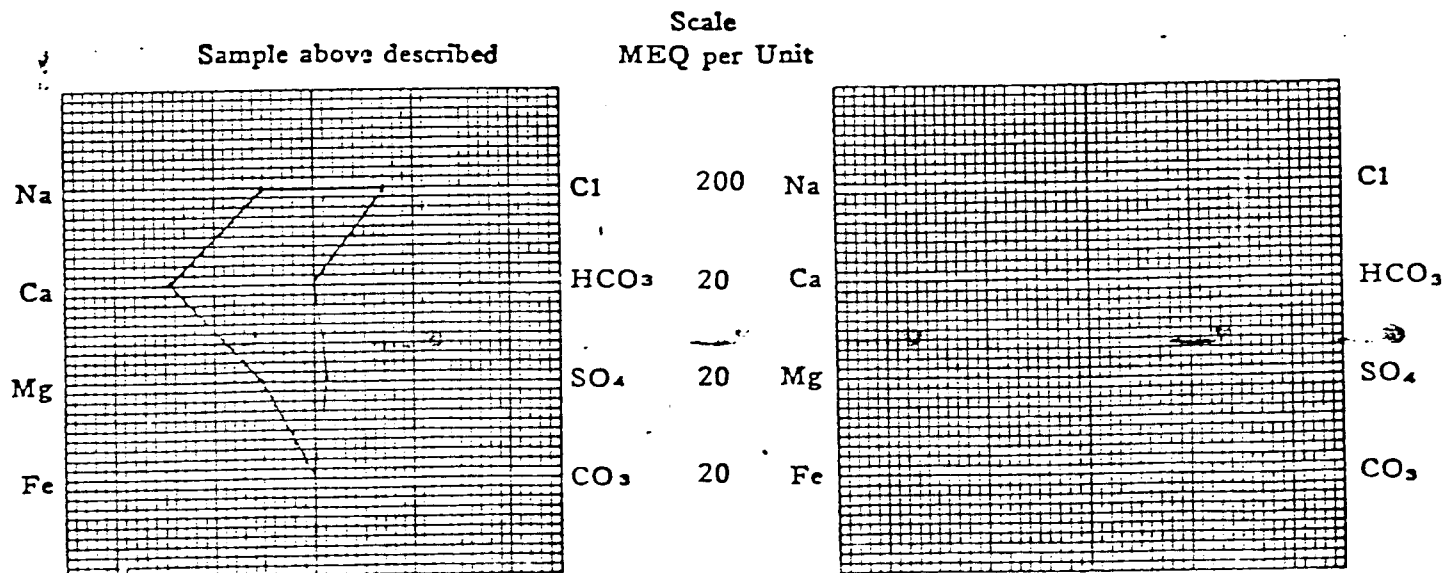 Scale
Sample above described MEQ per Unit
Na Cl 200 Na Cl
Ca HCO₃ 20 Ca HCO₃
Mg SO₄ 20 Mg SO₄
Fe CO₃ 20 Fe CO₃